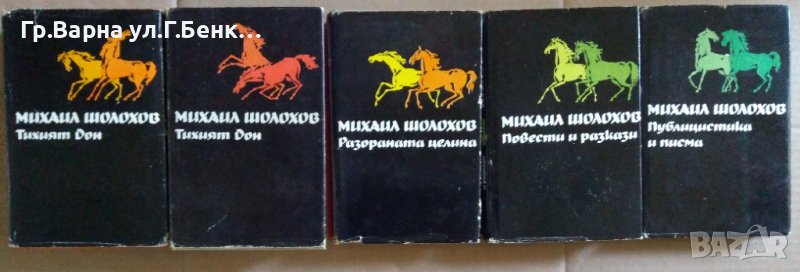 Гр.Варна ул.Г.Бенк...
МИХАИЛ ШОЛОХОВ
Тихият Дон
МИХАИЛ ШОЛОХОВ
Тихият Дон
МИХАИЛ ШОЛОХОВ
Разораната целина
МИХАИЛ ШОЛОХОВ
Повести и разкази
МИХАИЛ ШОЛОХОВ
Публицистика
и писма
BAZAR